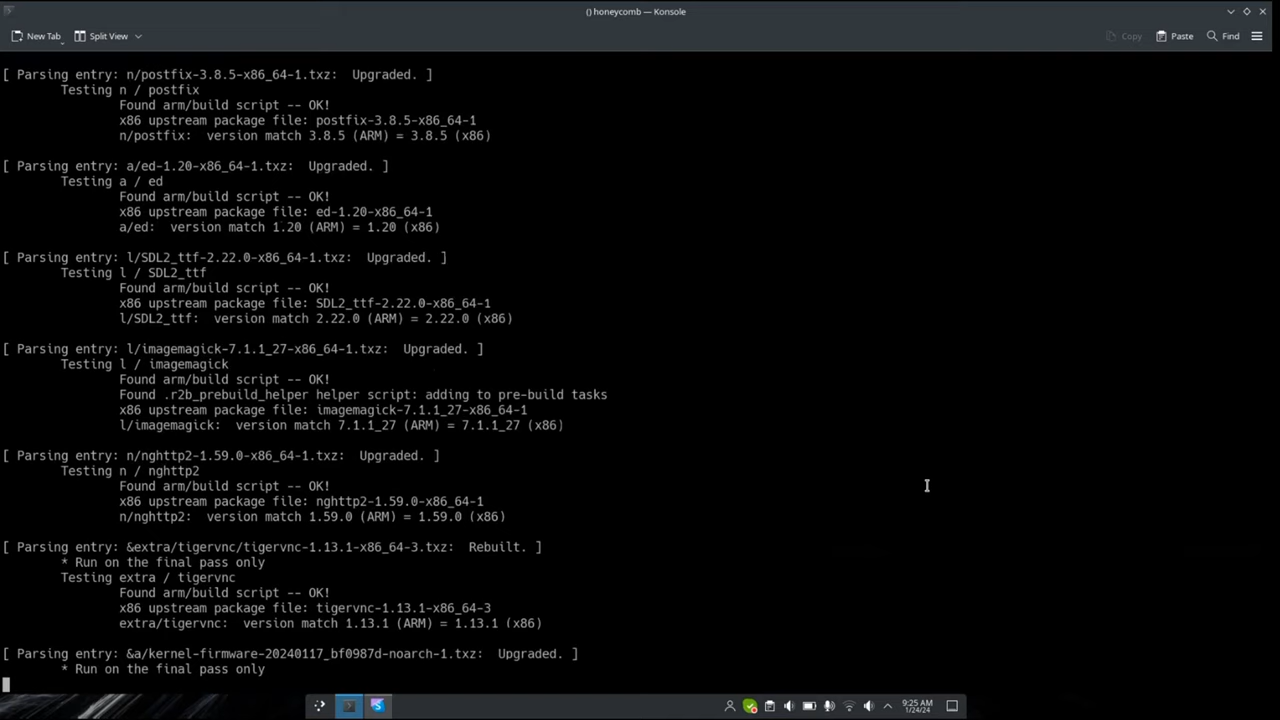 () honeycomb — Konsole
New Tab
Split View
Copy
Paste
Find
[ Parsing entry: n/postfix-3.8.5-x86_64-1.txz:  Upgraded. ]
Testing n / postfix
Found arm/build script -- OK!
x86 upstream package file: postfix-3.8.5-x86_64-1
n/postfix:  version match 3.8.5 (ARM) = 3.8.5 (x86)
[ Parsing entry: a/ed-1.20-x86_64-1.txz:  Upgraded. ]
Testing a / ed
Found arm/build script -- OK!
x86 upstream package file: ed-1.20-x86_64-1
a/ed:  version match 1.20 (ARM) = 1.20 (x86)
[ Parsing entry: l/SDL2_ttf-2.22.0-x86_64-1.txz:  Upgraded. ]
Testing l / SDL2_ttf
Found arm/build script -- OK!
x86 upstream package file: SDL2_ttf-2.22.0-x86_64-1
l/SDL2_ttf:  version match 2.22.0 (ARM) = 2.22.0 (x86)
[ Parsing entry: l/imagemagick-7.1.1_27-x86_64-1.txz:  Upgraded. ]
Testing l / imagemagick
Found arm/build script -- OK!
Found .r2b_prebuild_helper helper script: adding to pre-build tasks
x86 upstream package file: imagemagick-7.1.1_27-x86_64-1
l/imagemagick:  version match 7.1.1_27 (ARM) = 7.1.1_27 (x86)
[ Parsing entry: n/nghttp2-1.59.0-x86_64-1.txz:  Upgraded. ]
Testing n / nghttp2
Found arm/build script -- OK!
x86 upstream package file: nghttp2-1.59.0-x86_64-1
n/nghttp2:  version match 1.59.0 (ARM) = 1.59.0 (x86)
[ Parsing entry: &extra/tigervnc/tigervnc-1.13.1-x86_64-3.txz:  Rebuilt. ]
* Run on the final pass only
Testing extra / tigervnc
Found arm/build script -- OK!
x86 upstream package file: tigervnc-1.13.1-x86_64-3
extra/tigervnc:  version match 1.13.1 (ARM) = 1.13.1 (x86)
[ Parsing entry: &a/kernel-firmware-20240117_bf0987d-noarch-1.txz:  Upgraded. ]
* Run on the final pass only
9:25 AM
1/24/24